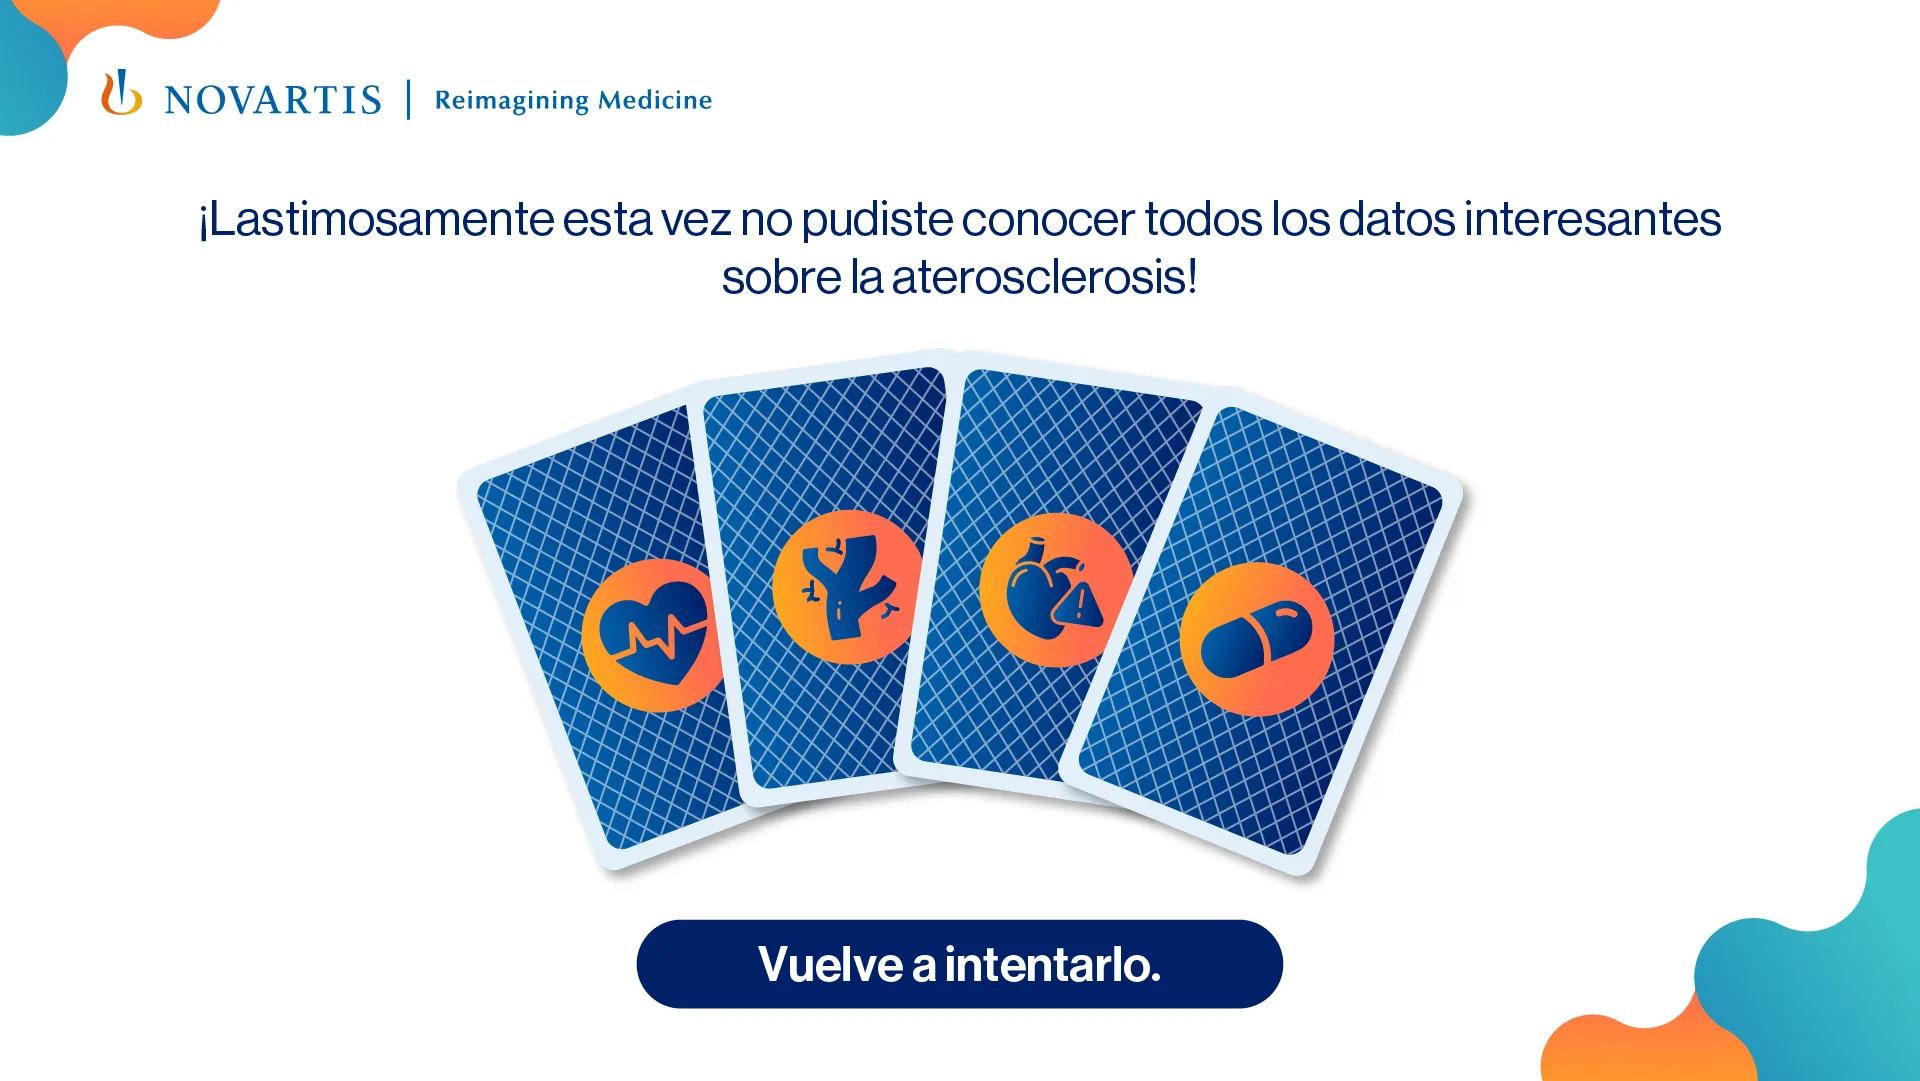 NOVARTIS | Reimagining Medicine
¡Lastimosamente esta vez no pudiste conocer todos los datos interesantes
sobre la aterosclerosis!
Vuelve a intentarlo.